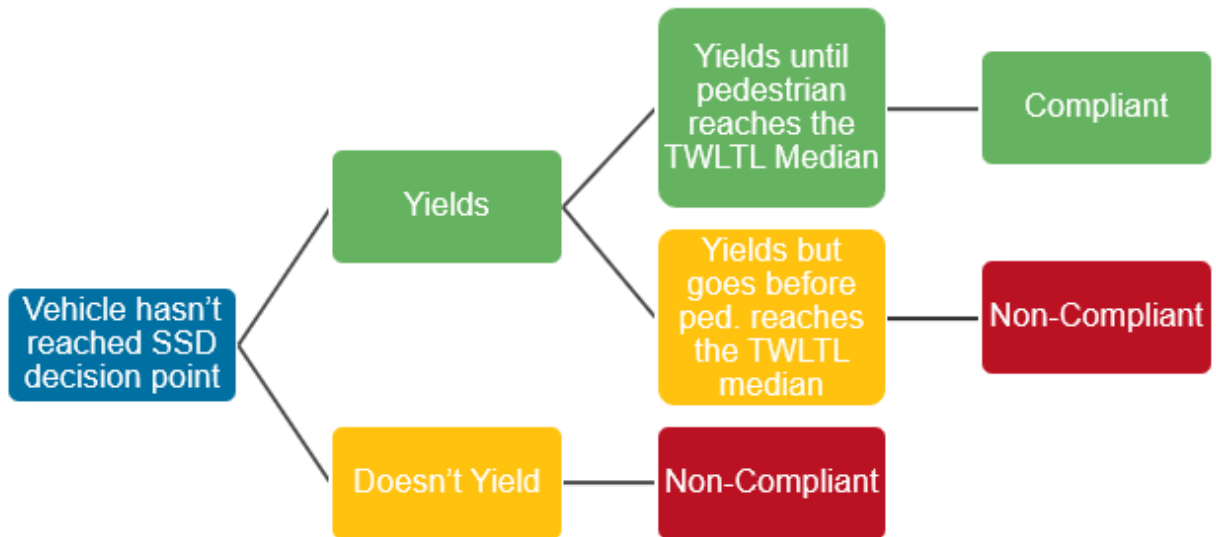 Vehicle hasn’t
reached SSD
decision point
Yields
Doesn’t Yield
Yields until
pedestrian
reaches the
TWLTL Median
Yields but
goes before
ped. reaches
the TWLTL
median
Non-Compliant
Compliant
Non-Compliant